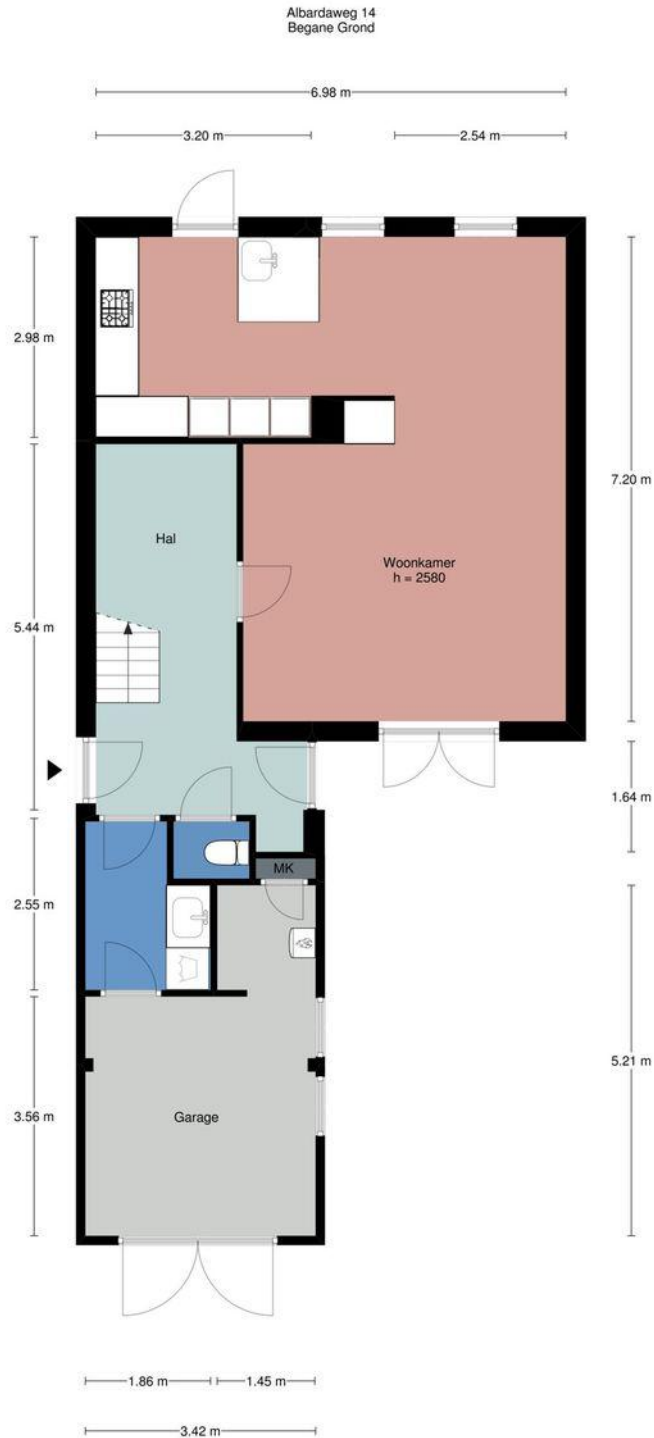 Albardaweg 14
Begane Grond
6.98 m
3.20 m
2.54 m
2.98 m
7.20 m
Hal
Woonkamer
h = 2580
5.44 m
1.64 m
MK
2.55 m
5.21 m
3.56 m
Garage
1.86 m
1.45 m
3.42 m